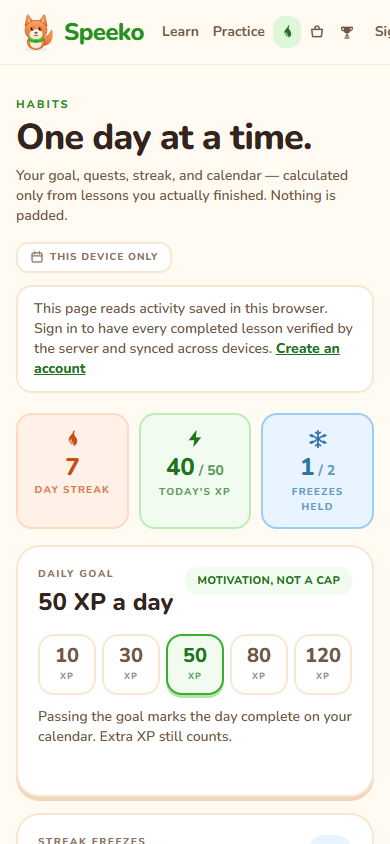 Speeko
Learn Practice
HABITS
One day at a time.
Your goal, quests, streak, and calendar — calculated
only from lessons you actually finished. Nothing is
padded.
THIS DEVICE ONLY
This page reads activity saved in this browser.
Sign in to have every completed lesson verified by
the server and synced across devices. Create an
account
7
DAY STREAK
40 / 50
TODAY'S XP
1 / 2
FREEZES
HELD
DAILY GOAL
MOTIVATION, NOT A CAP
50 XP a day
10 30 50 80 120
XP XP XP XP XP
Passing the goal marks the day complete on your
calendar. Extra XP still counts.
STREAK FREEZES